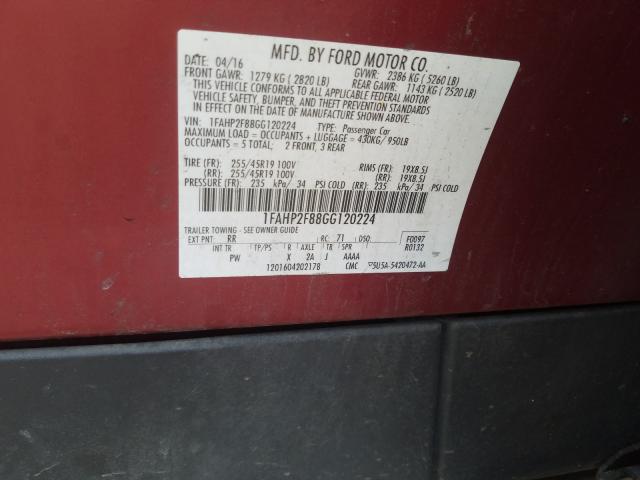 MFD. BY FORD MOTOR CO.
DATE: 04/16 GVWR: 2386 KG ( 5260 LB)
FRONT GAWR: 1279 KG ( 2820 LB) REAR GAWR: 1143 KG ( 2520 LB)
THIS VEHICLE CONFORMS TO ALL APPLICABLE FEDERAL MOTOR
VEHICLE SAFETY, BUMPER, AND THEFT PREVENTION STANDARDS
IN EFFECT ON THE DATE OF MANUFACTURE SHOWN ABOVE.
VIN: 1FAHP2F88GG120224 TYPE: Passenger Car
MAXIMUM LOAD = OCCUPANTS + LUGGAGE = 430KG/ 950LB
OCCUPANTS = 5 TOTAL; 2 FRONT, 3 REAR
TIRE (FR): 255/45R19 100V RIMS (FR): 19X8.5J
(RR): 255/45R19 100V (RR): 19X8.5J
PRESSURE (FR): 235 kPa/ 34 PSI COLD (RR): 235 kPa/ 34 PSI COLD
1FAHP2F88GG120224
TRAILER TOWING - SEE OWNER GUIDE
EXT PNT: RR RC: 71 DSO: F0097
WB TP/PS R AX TR SPR R0132
PW X 2A J AAAA
1201604202178 CMC 5U5A-5420472-AA